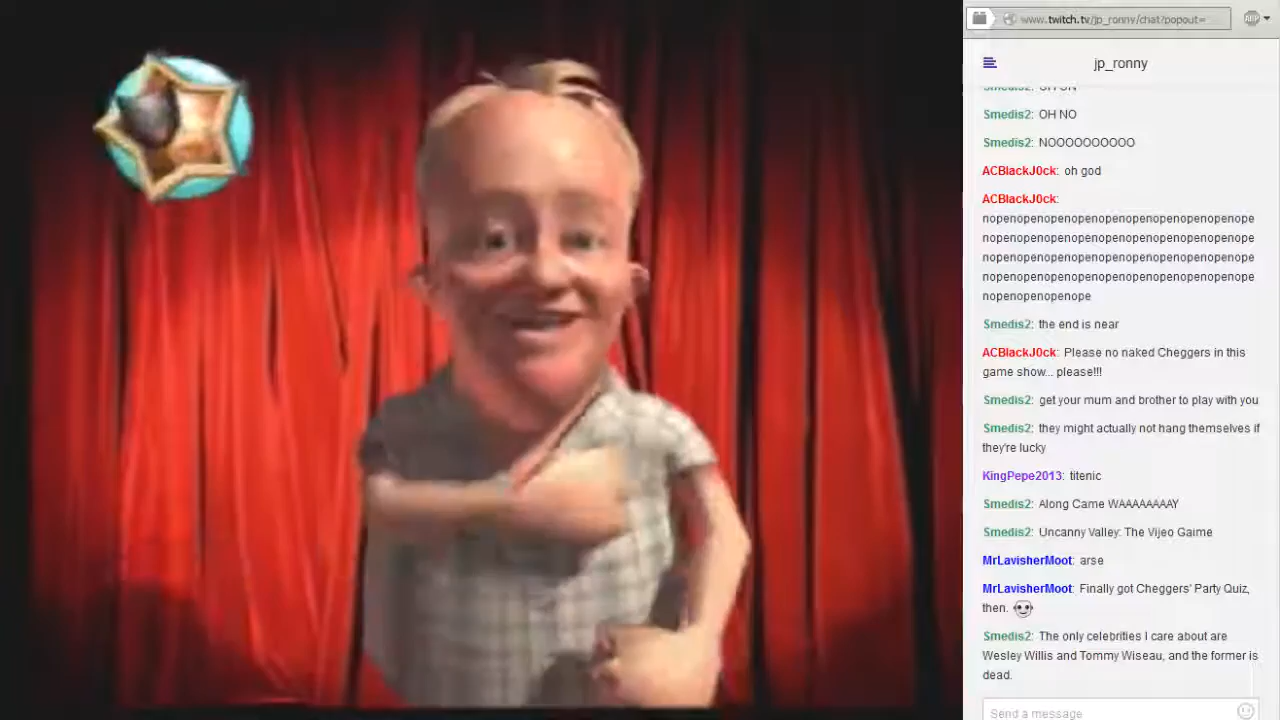 www.twitch.tv/jp_ronny/chat?popout=
ABP
jp_ronny
Smedis2: OH NO
Smedis2: NOOOOOOOOOO
ACBlackJ0ck: oh god
ACBlackJ0ck:
nopenopenopenopenopenopenopenopenopenope
nopenopenopenopenopenopenopenopenopenope
nopenopenopenopenopenopenopenopenopenope
nopenopenopenopenopenopenopenopenopenope
nopenopenopenope
Smedis2: the end is near
ACBlackJ0ck: Please no naked Cheggers in this
game show... please!!!
Smedis2: get your mum and brother to play with you
Smedis2: they might actually not hang themselves if
they're lucky
KingPepe2013: titenic
Smedis2: Along Came WAAAAAAAY
Smedis2: Uncanny Valley: The Vijeo Gaime
MrLavisherMoot: arse
MrLavisherMoot: Finally got Cheggers' Party Quiz,
then.
Smedis2: The only celebrities I care about are
Wesley Willis and Tommy Wiseau, and the former is
dead.
Send a message